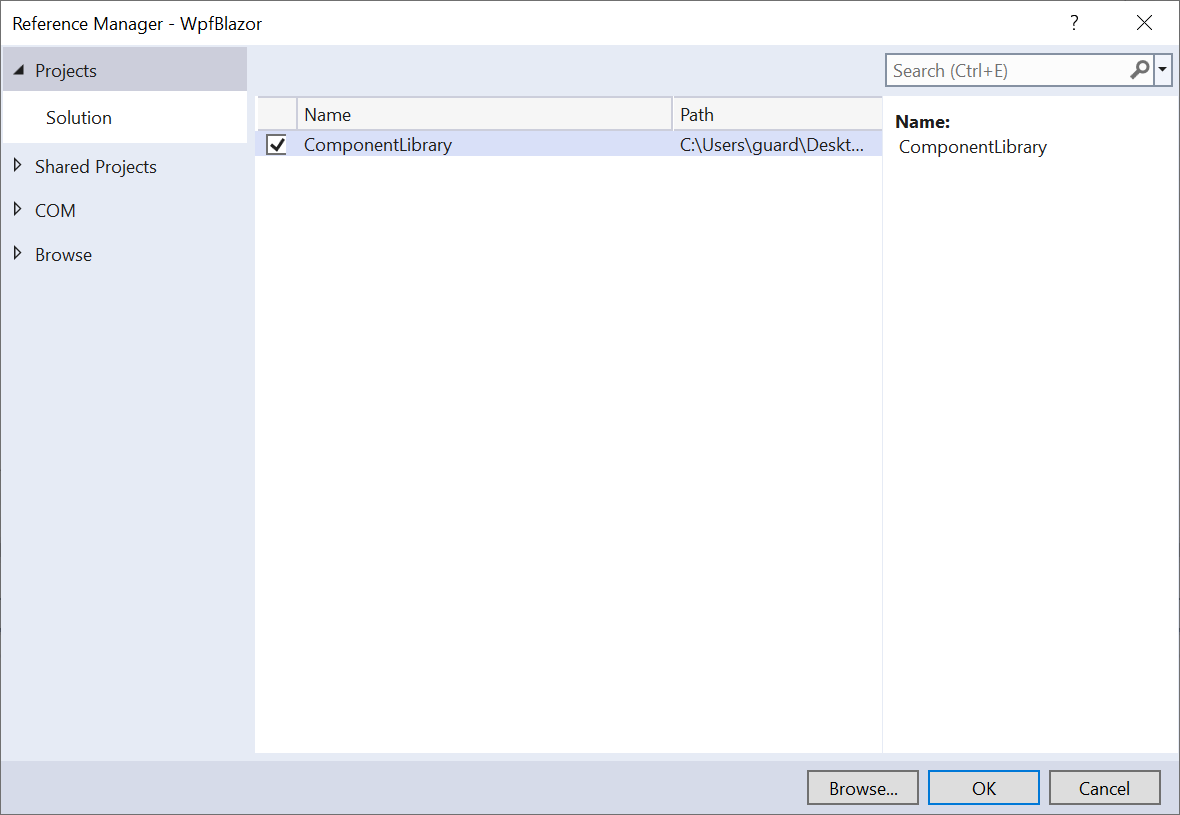 Reference Manager - WpfBlazor
?
Projects
Search (Ctrl+E)
Solution
Shared Projects
COM
Browse
Name Path
ComponentLibrary C:\Users\guard\Deskt...
Name:
ComponentLibrary
Browse... OK Cancel